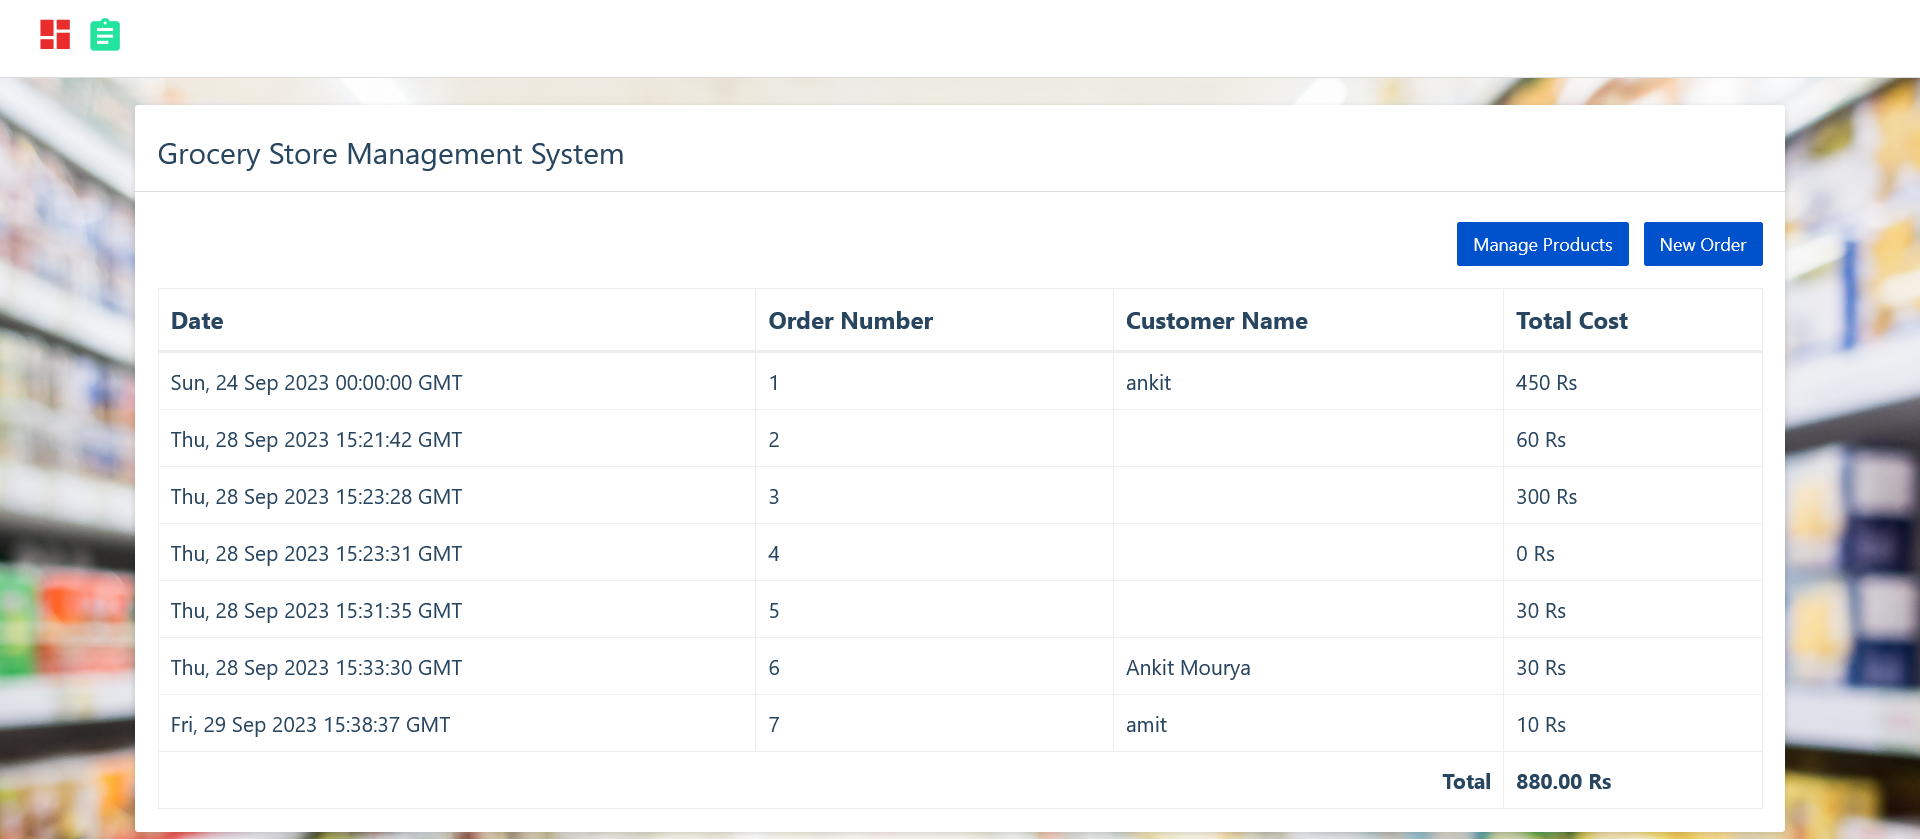 Grocery Store Management System
Manage Products New Order
Date Order Number Customer Name Total Cost
Sun, 24 Sep 2023 00:00:00 GMT 1 ankit 450 Rs
Thu, 28 Sep 2023 15:21:42 GMT 2 60 Rs
Thu, 28 Sep 2023 15:23:28 GMT 3 300 Rs
Thu, 28 Sep 2023 15:23:31 GMT 4 0 Rs
Thu, 28 Sep 2023 15:31:35 GMT 5 30 Rs
Thu, 28 Sep 2023 15:33:30 GMT 6 Ankit Mourya 30 Rs
Fri, 29 Sep 2023 15:38:37 GMT 7 amit 10 Rs
Total 880.00 Rs